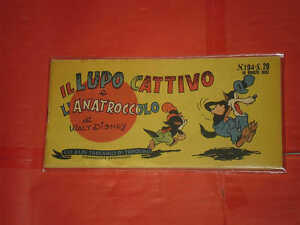 N. 194 - L. 20
IL LUPO CATTIVO
e
L'ANATROCCOLO
di
WALT DISNEY